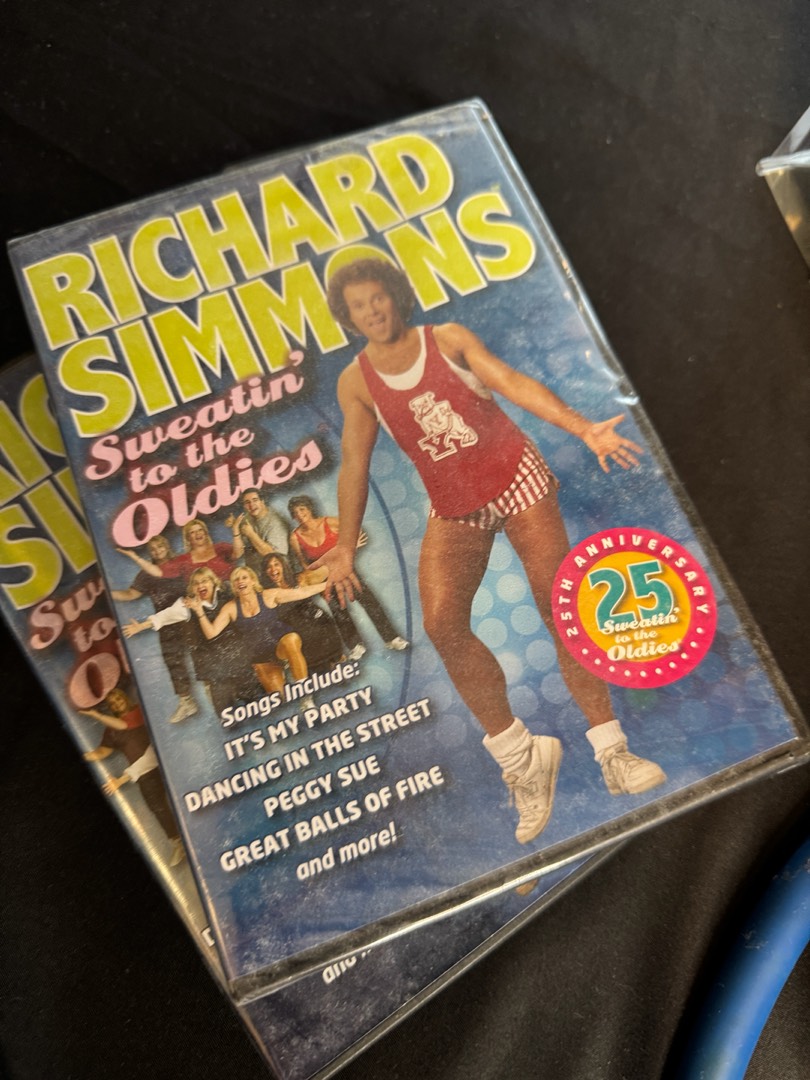 RICHARD
SIMMONS
Sweatin'
to the
Oldies
Y
25TH ANNIVERSARY
25
Sweatin'
to the
Oldies
Songs Include:
IT'S MY PARTY
DANCING IN THE STREET
PEGGY SUE
GREAT BALLS OF FIRE
and more!